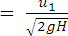 = u₁ / √(2gH)